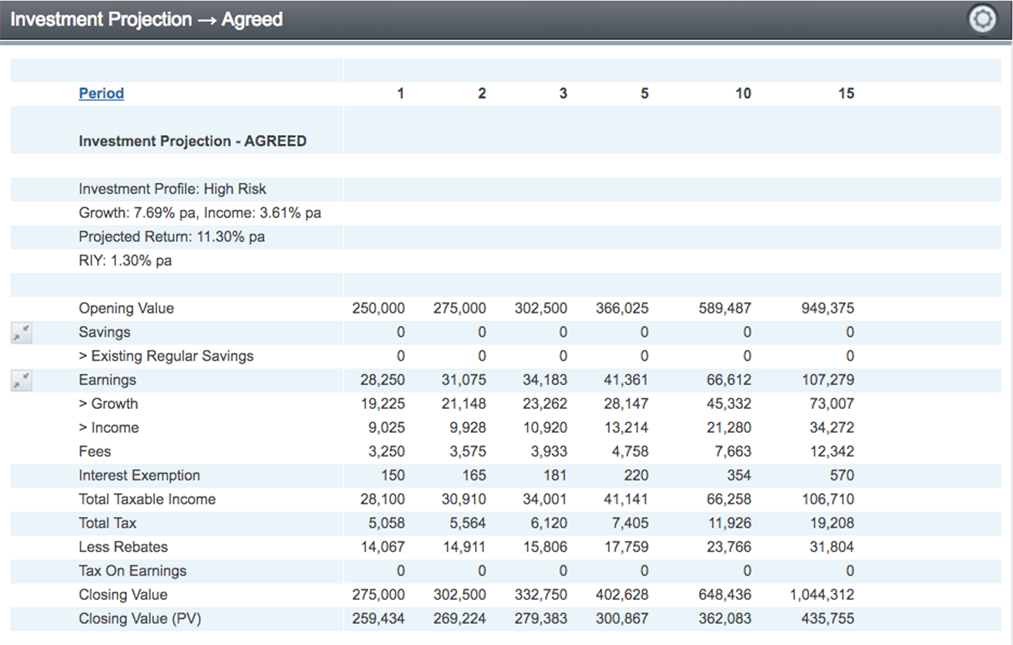 Investment Projection → Agreed
Period 1 2 3 5 10 15
Investment Projection - AGREED
Investment Profile: High Risk
Growth: 7.69% pa, Income: 3.61% pa
Projected Return: 11.30% pa
RIY: 1.30% pa
Opening Value 250,000 275,000 302,500 366,025 589,487 949,375
Savings 0 0 0 0 0 0
> Existing Regular Savings 0 0 0 0 0 0
Earnings 28,250 31,075 34,183 41,361 66,612 107,279
> Growth 19,225 21,148 23,262 28,147 45,332 73,007
> Income 9,025 9,928 10,920 13,214 21,280 34,272
Fees 3,250 3,575 3,933 4,758 7,663 12,342
Interest Exemption 150 165 181 220 354 570
Total Taxable Income 28,100 30,910 34,001 41,141 66,258 106,710
Total Tax 5,058 5,564 6,120 7,405 11,926 19,208
Less Rebates 14,067 14,911 15,806 17,759 23,766 31,804
Tax On Earnings 0 0 0 0 0 0
Closing Value 275,000 302,500 332,750 402,628 648,436 1,044,312
Closing Value (PV) 259,434 269,224 279,383 300,867 362,083 435,755